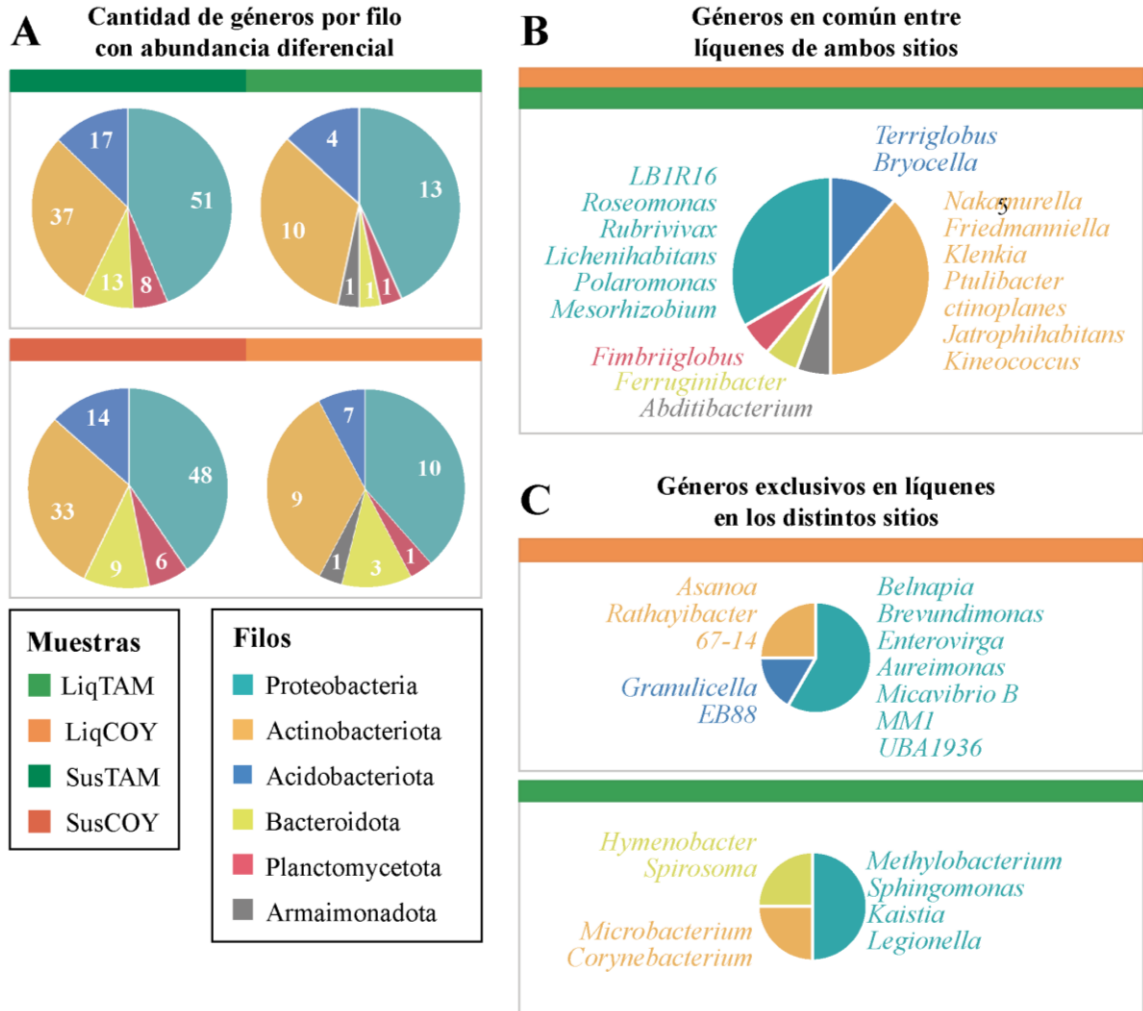 A
Cantidad de géneros por filo
con abundancia diferencial
17
51
37
13
8
4
13
10
1
1
1
14
48
33
9
6
7
10
9
1
3
1
Muestras
LiqTAM
LiqCOY
SusTAM
SusCOY
Filos
Proteobacteria
Actinobacteriota
Acidobacteriota
Bacteroidota
Planctomycetota
Armaimonadota
B
Géneros en común entre
líquenes de ambos sitios
Terriglobus
Bryocella
LB1R16
Roseomonas
Rubrivivax
Lichenihabitans
Polaromonas
Mesorhizobium
Nakamurella
5
Friedmanniella
Klenkia
Ptulibacter
ctinoplanes
Jatrophihabitans
Kineococcus
Fimbriiglobus
Ferruginibacter
Abditibacterium
C
Géneros exclusivos en líquenes
en los distintos sitios
Asanoa
Rathayibacter
67-14
Granulicella
EB88
Belnapia
Brevundimonas
Enterovirga
Aureimonas
Micavibrio B
MM1
UBA1936
Hymenobacter
Spirosoma
Microbacterium
Corynebacterium
Methylobacterium
Sphingomonas
Kaistia
Legionella